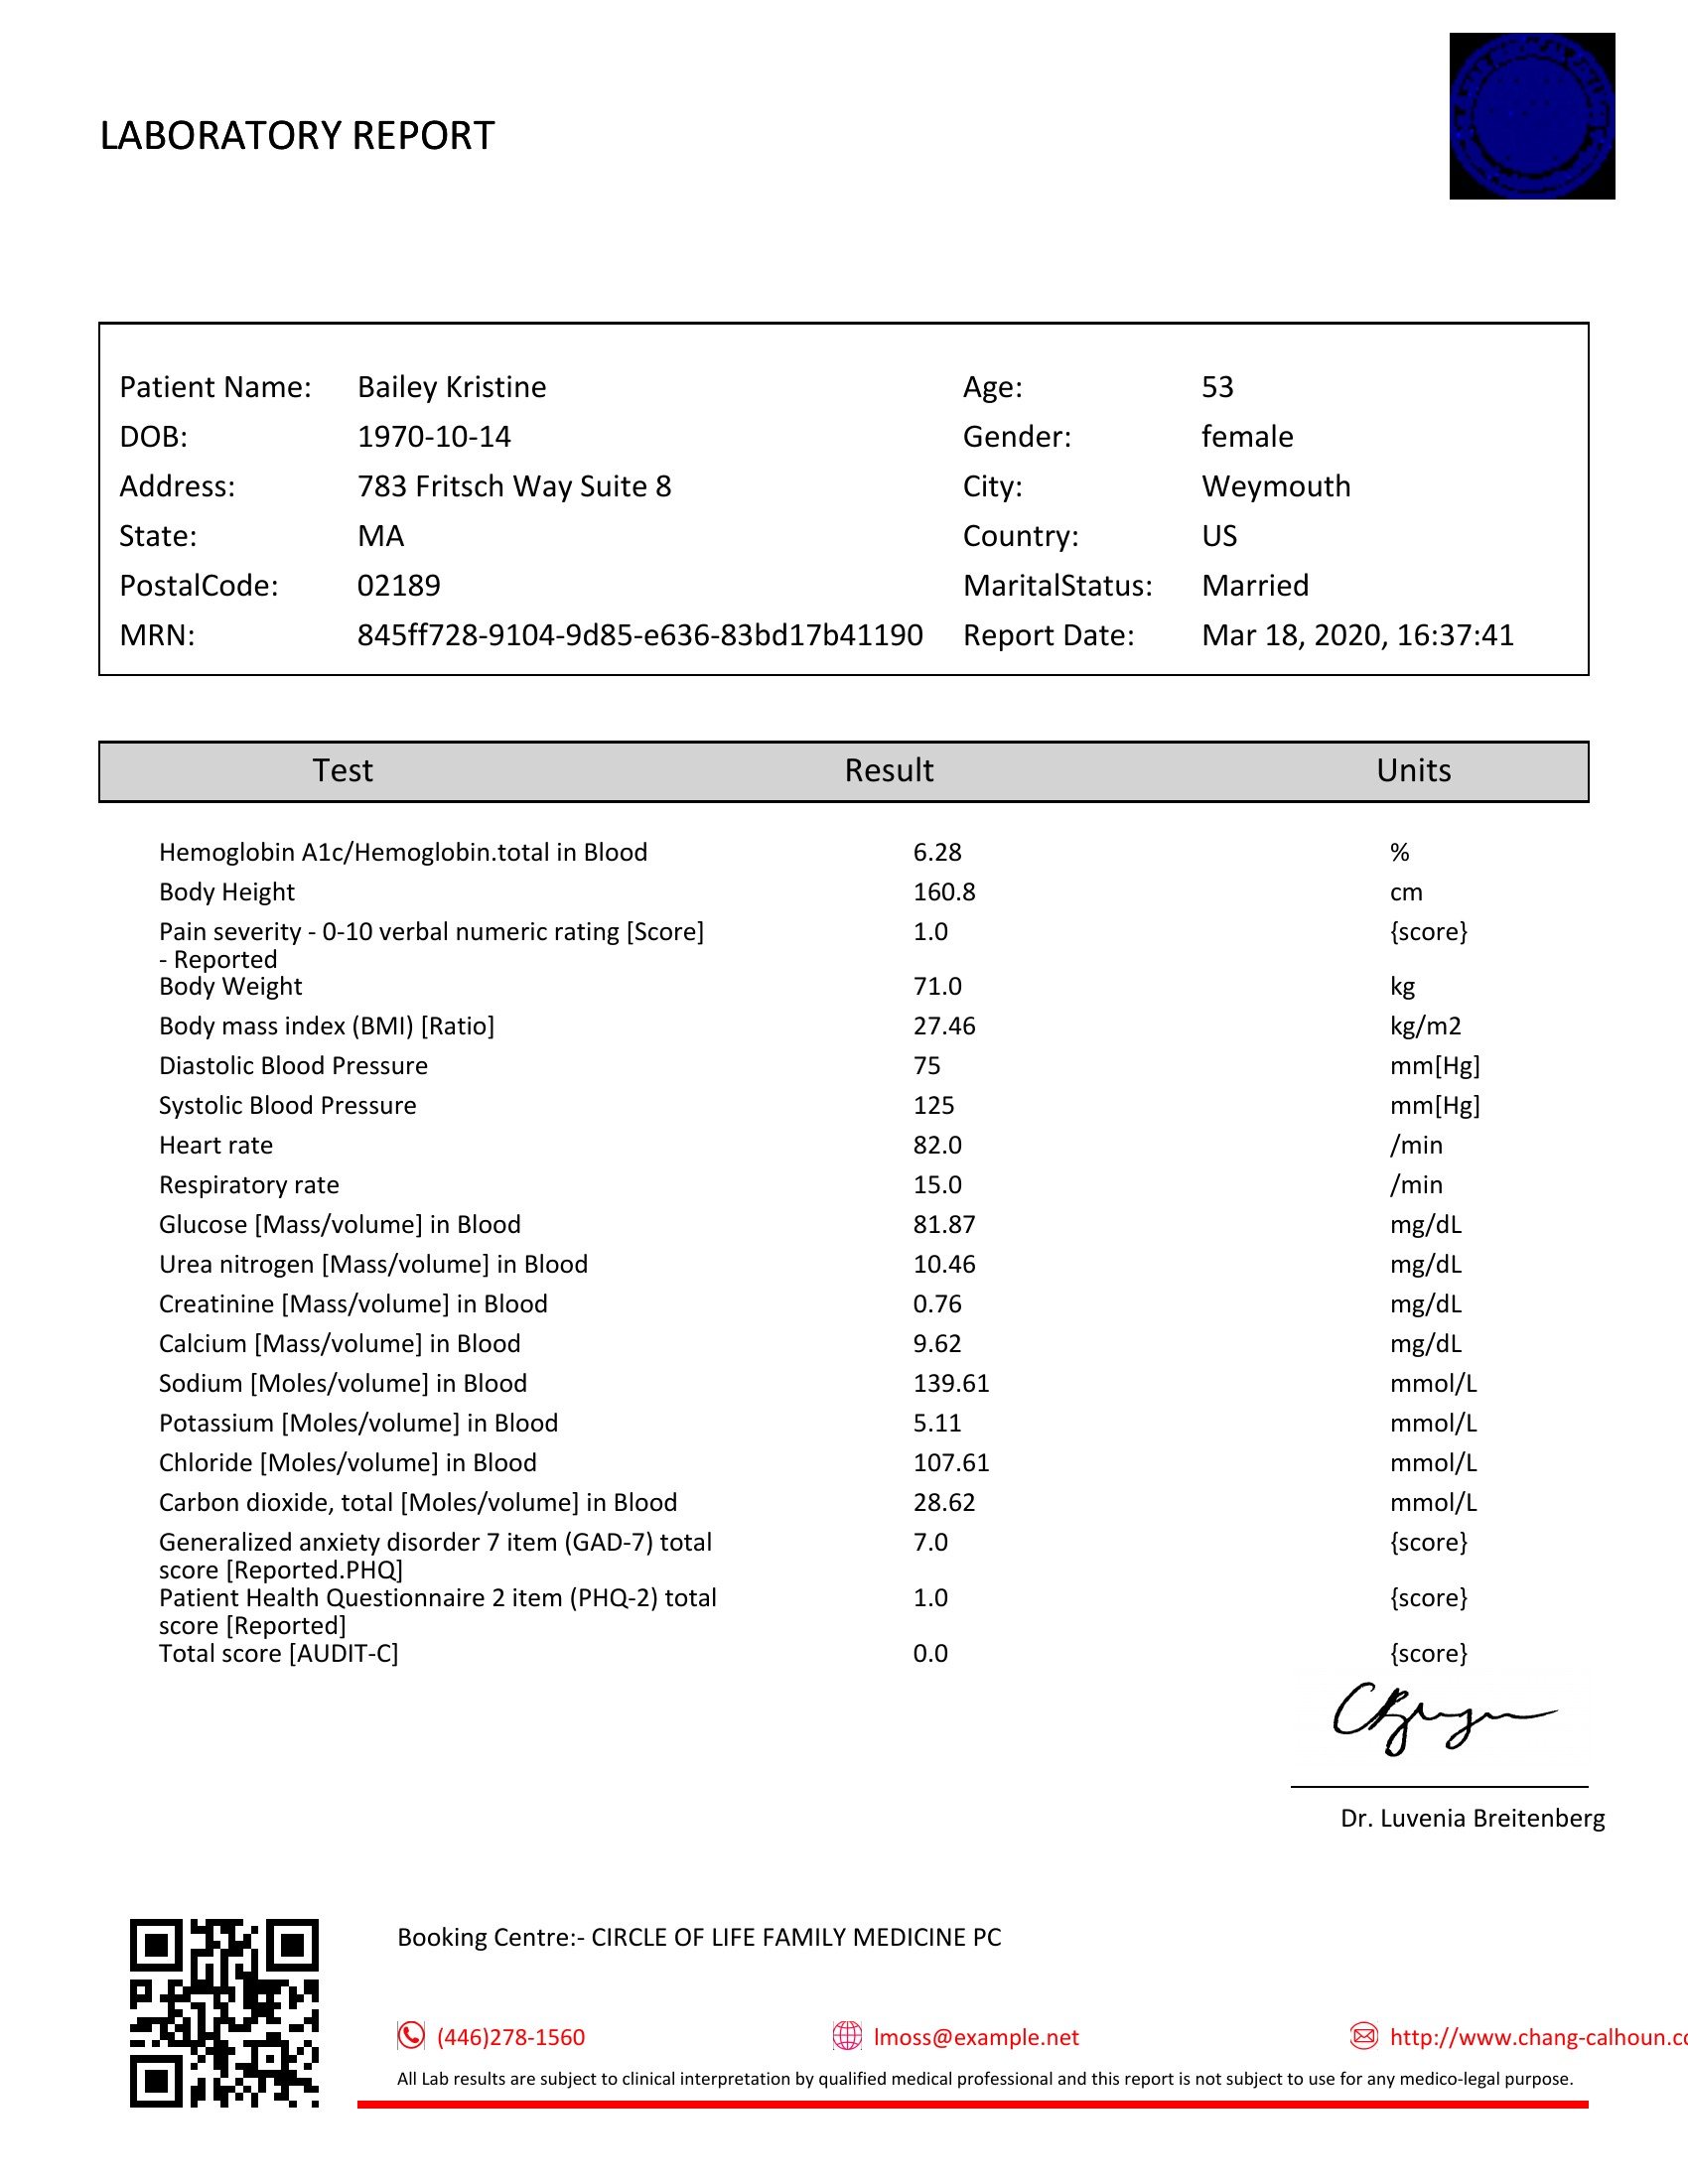 LABORATORY REPORT
Patient Name: Bailey Kristine Age: 53
DOB: 1970-10-14 Gender: female
Address: 783 Fritsch Way Suite 8 City: Weymouth
State: MA Country: US
PostalCode: 02189 MaritalStatus: Married
MRN: 845ff728-9104-9d85-e636-83bd17b41190 Report Date: Mar 18, 2020, 16:37:41
Test Result Units
Hemoglobin A1c/Hemoglobin.total in Blood 6.28 %
Body Height 160.8 cm
Pain severity - 0-10 verbal numeric rating [Score] 1.0 {score}
- Reported
Body Weight 71.0 kg
Body mass index (BMI) [Ratio] 27.46 kg/m2
Diastolic Blood Pressure 75 mm[Hg]
Systolic Blood Pressure 125 mm[Hg]
Heart rate 82.0 /min
Respiratory rate 15.0 /min
Glucose [Mass/volume] in Blood 81.87 mg/dL
Urea nitrogen [Mass/volume] in Blood 10.46 mg/dL
Creatinine [Mass/volume] in Blood 0.76 mg/dL
Calcium [Mass/volume] in Blood 9.62 mg/dL
Sodium [Moles/volume] in Blood 139.61 mmol/L
Potassium [Moles/volume] in Blood 5.11 mmol/L
Chloride [Moles/volume] in Blood 107.61 mmol/L
Carbon dioxide, total [Moles/volume] in Blood 28.62 mmol/L
Generalized anxiety disorder 7 item (GAD-7) total 7.0 {score}
score [Reported.PHQ]
Patient Health Questionnaire 2 item (PHQ-2) total 1.0 {score}
score [Reported]
Total score [AUDIT-C] 0.0 {score}
Dr. Luvenia Breitenberg
Booking Centre:- CIRCLE OF LIFE FAMILY MEDICINE PC
(446)278-1560 lmoss@example.net http://www.chang-calhoun.co
All Lab results are subject to clinical interpretation by qualified medical professional and this report is not subject to use for any medico-legal purpose.